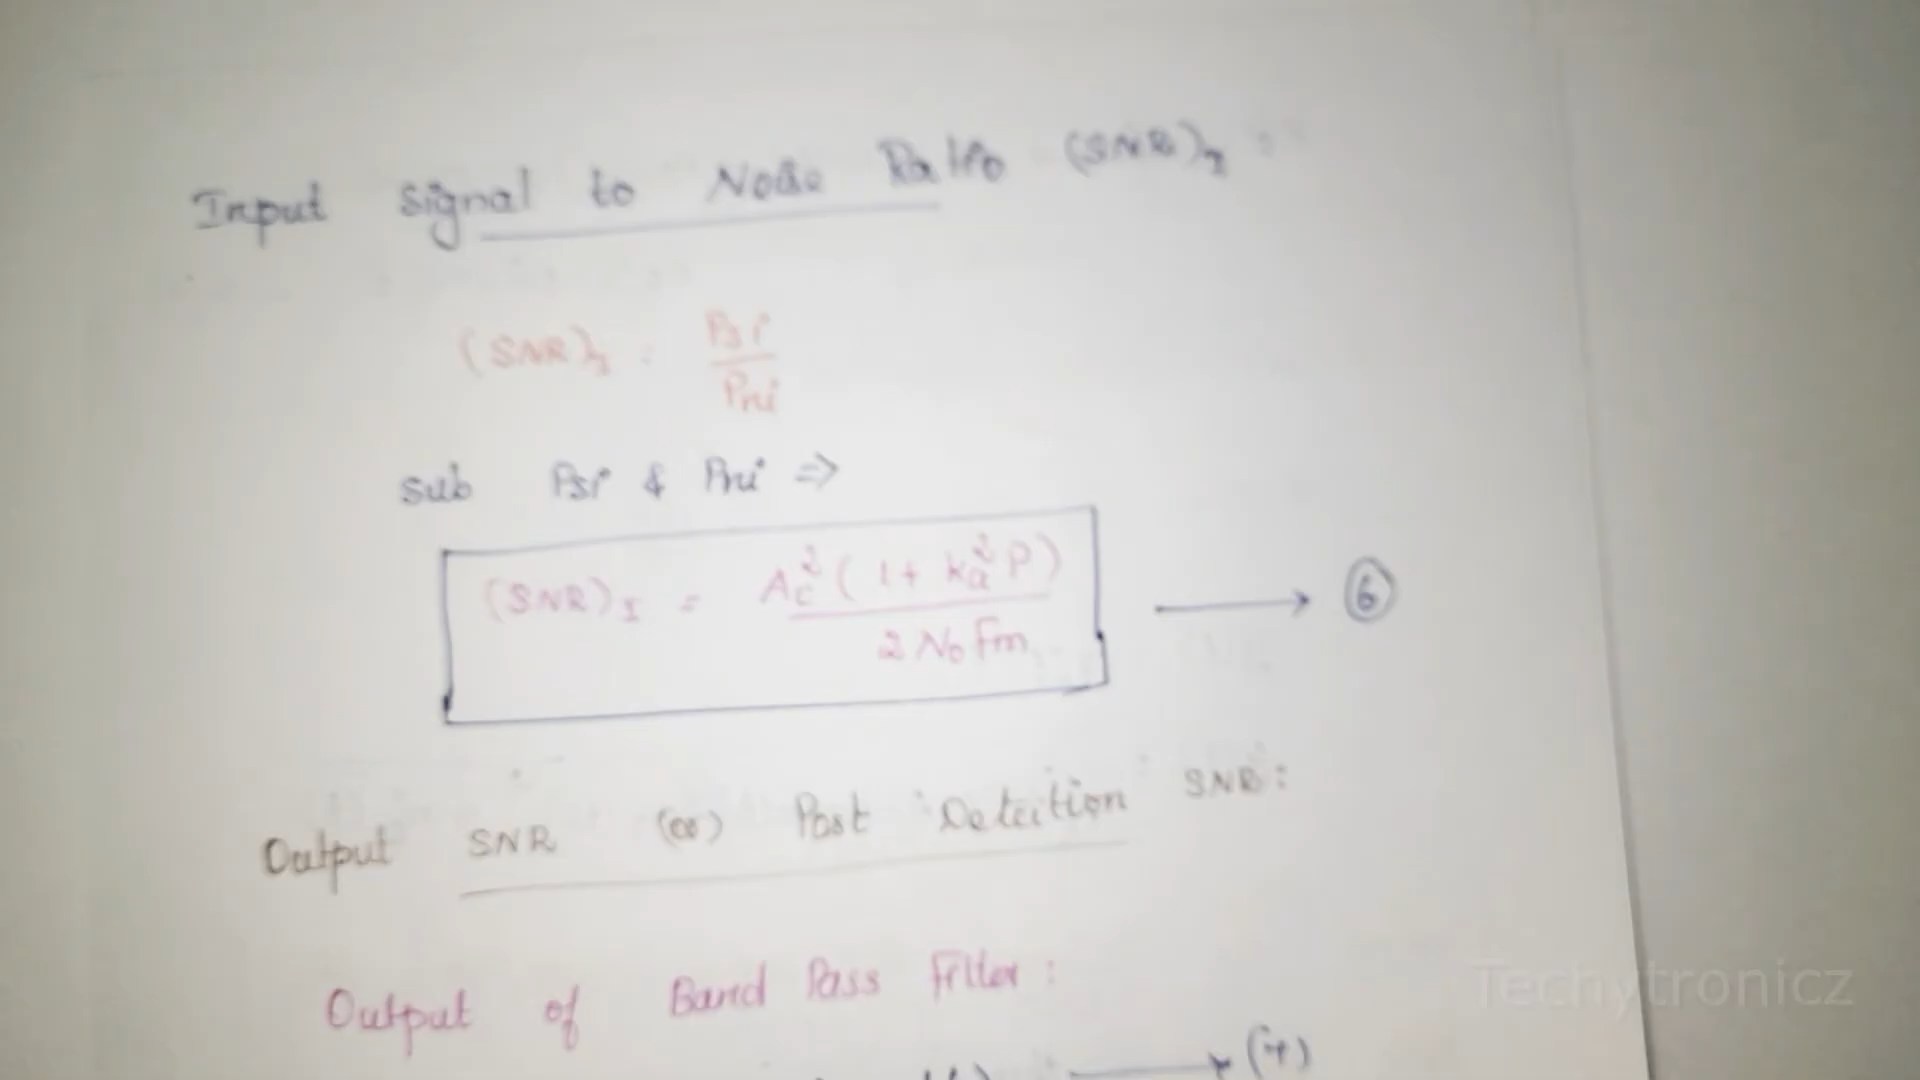 Input Signal to Noise Ratio (SNR)I :
(SNR)I = Psi / Pni
Sub Psi & Pni ⇒
(SNR)I = Ac²(1 + ka²P) / 2 N0 fm → ⑥
Output SNR (or) Post Detection SNR:
Output of Band Pass Filter:
→ (7)
Techytronicz